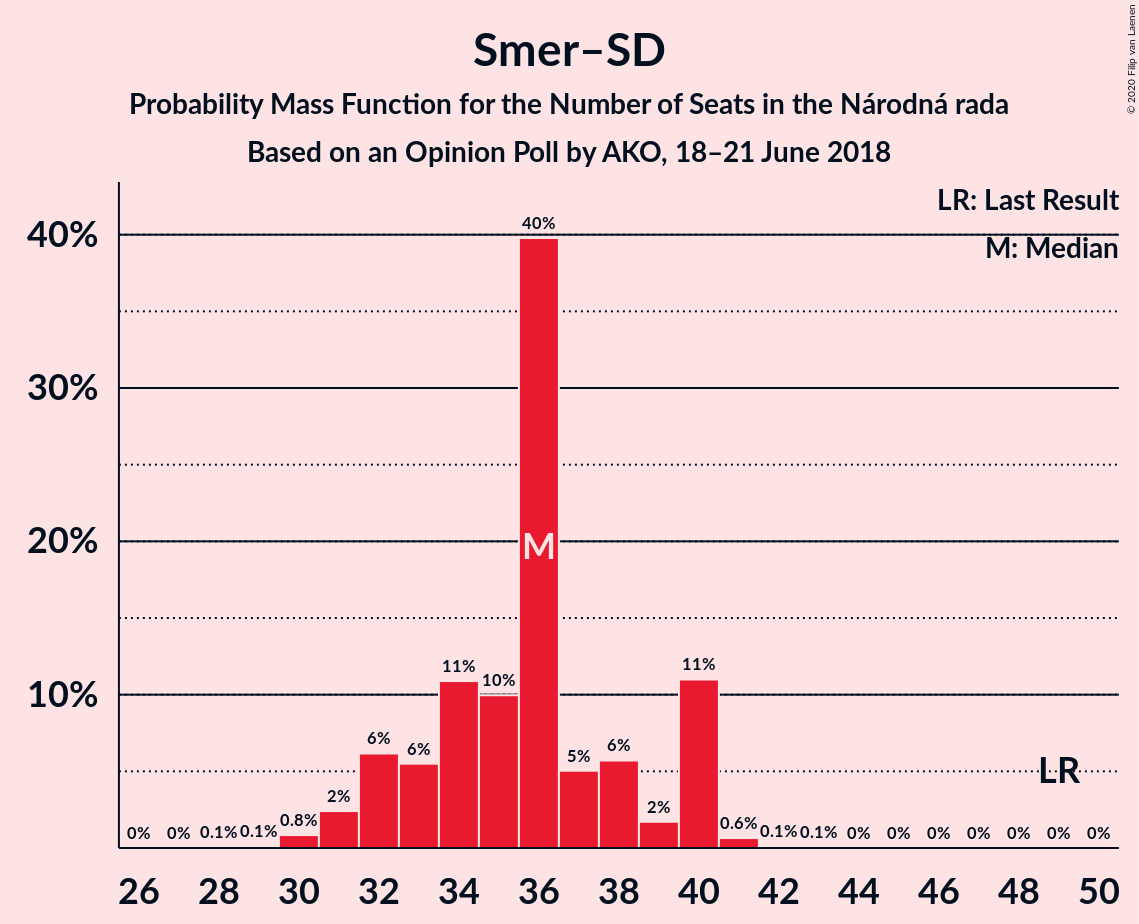 Smer–SD
Probability Mass Function for the Number of Seats in the Národná rada
Based on an Opinion Poll by AKO, 18–21 June 2018
© 2020 Filip van Laenen
LR: Last Result
M: Median
40%
30%
20%
10%
0% 0% 0.1% 0.1% 0.8% 2% 6% 6% 11% 10% 40% 5% 6% 2% 11% 0.6% 0.1% 0.1% 0% 0% 0% 0% 0% 0% 0%
M
LR
26 28 30 32 34 36 38 40 42 44 46 48 50